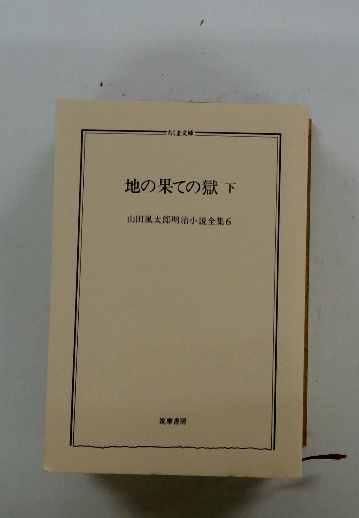 ちくま文庫
地の果ての獄 下
山田風太郎明治小説全集6
筑摩書房